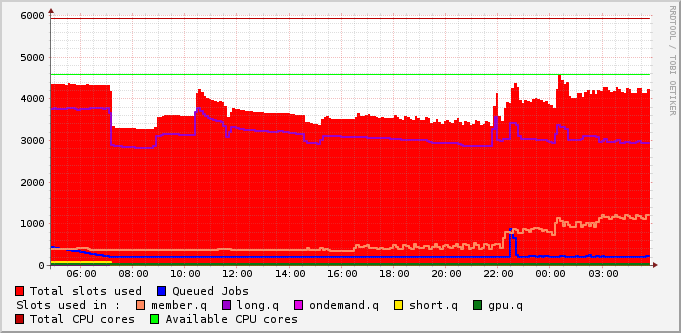 RRDTOOL / TOBI OETIKER
6000
5000
4000
3000
2000
1000
0
06:00 08:00 10:00 12:00 14:00 16:00 18:00 20:00 22:00 00:00 02:00 03:00
Total slots used Queued Jobs
Slots used in : member.q long.q ondemand.q short.q gpu.q
Total CPU cores Available CPU cores